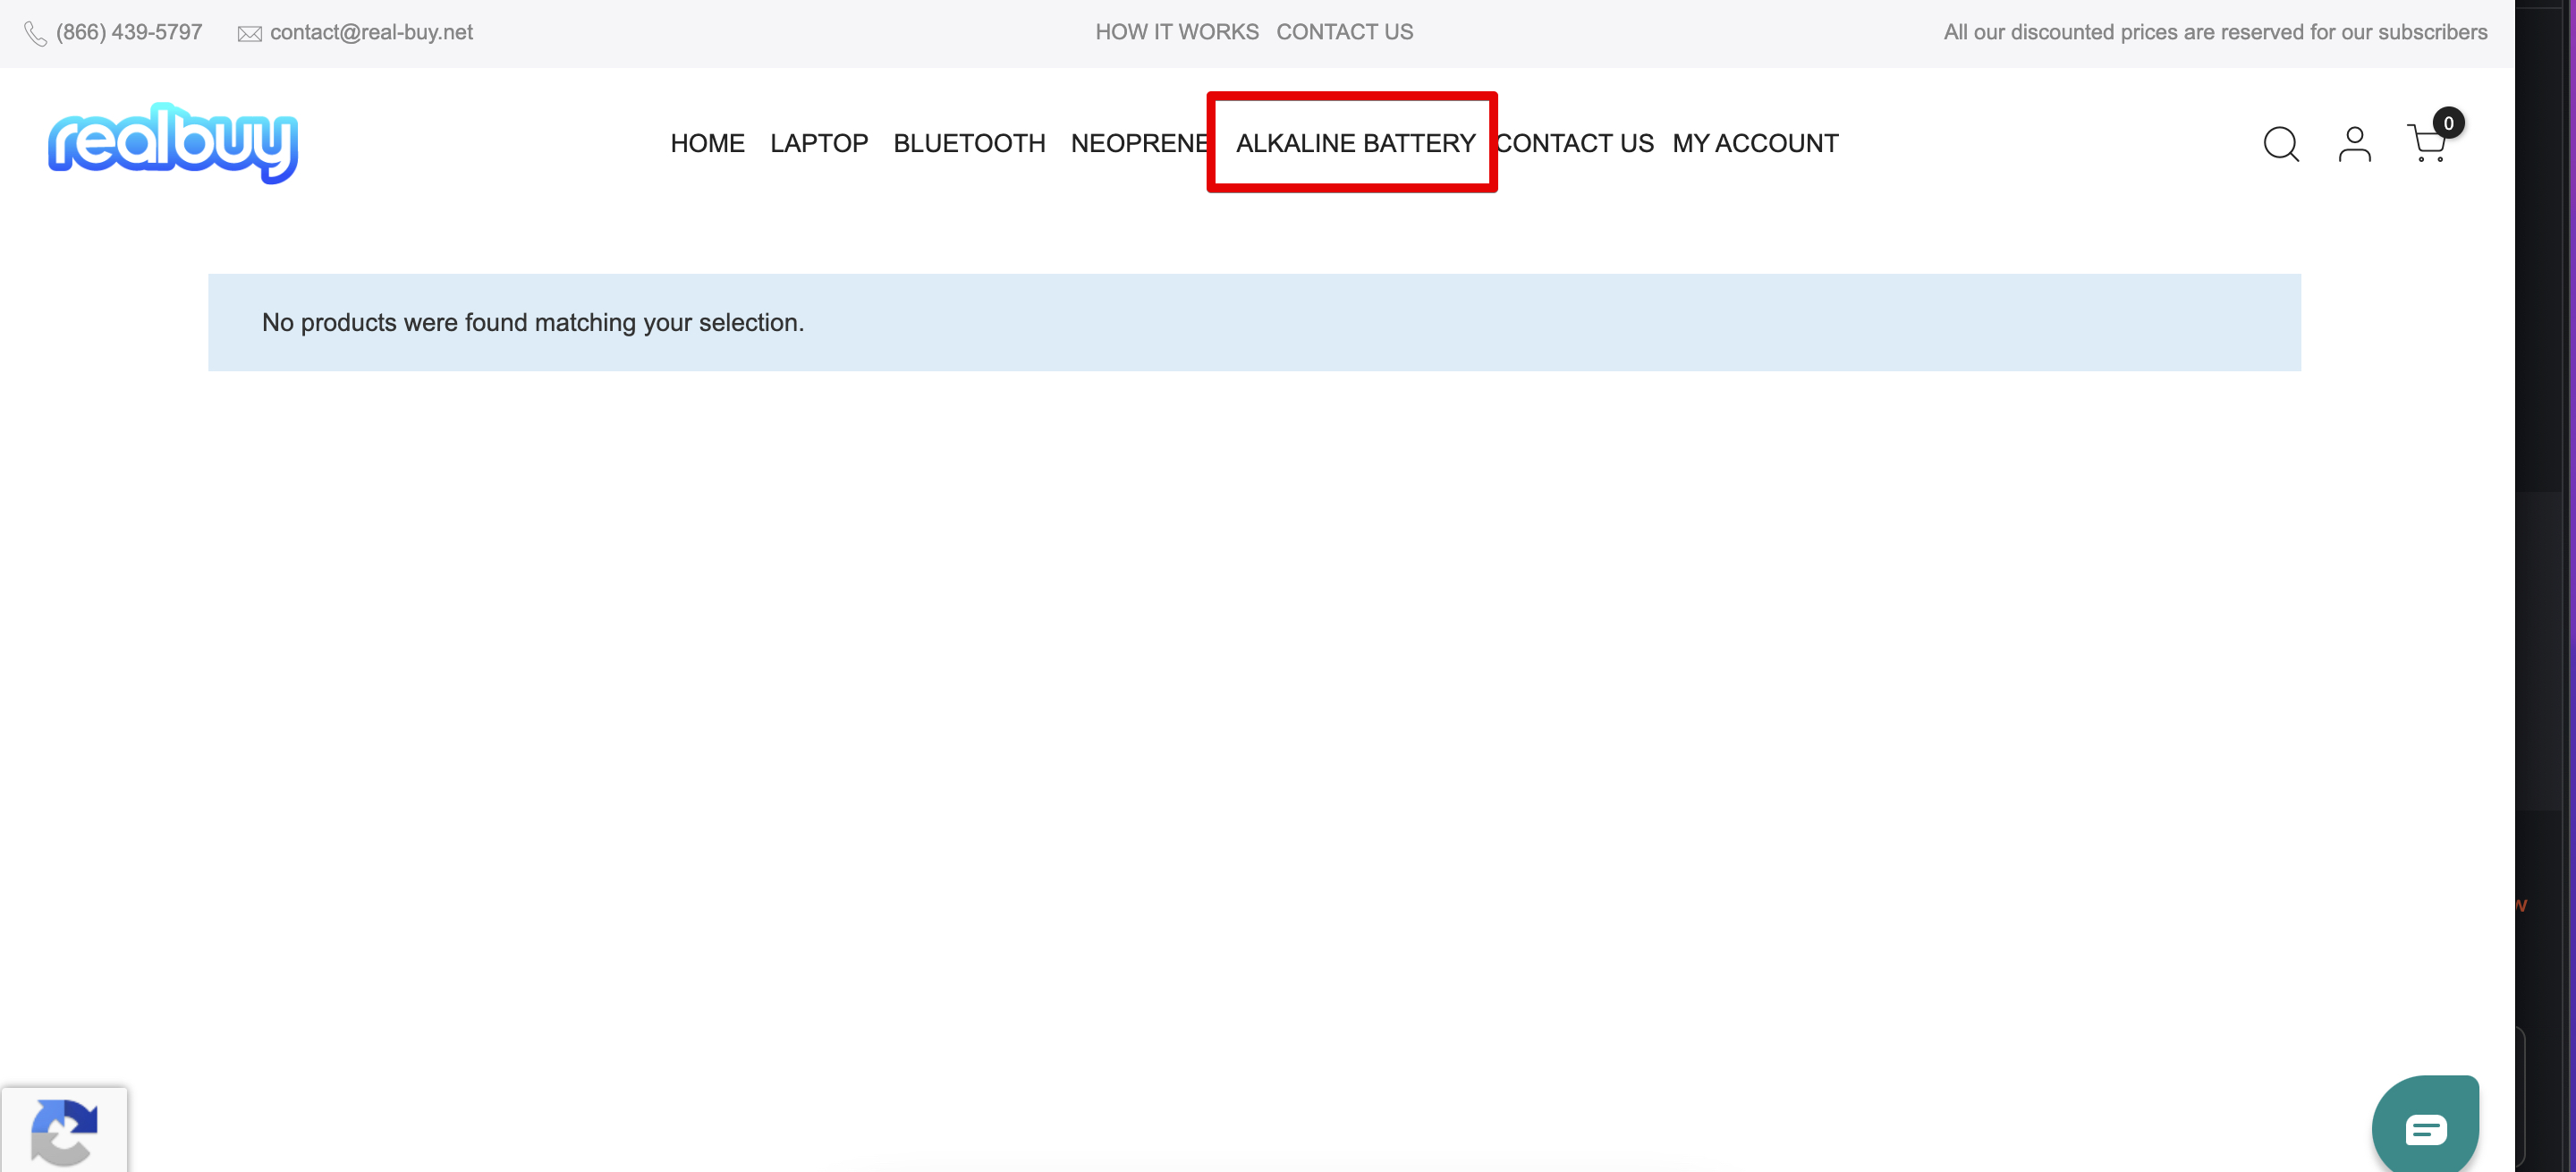 (866) 439-5797 contact@real-buy.net HOW IT WORKS CONTACT US All our discounted prices are reserved for our subscribers
realbuy HOME LAPTOP BLUETOOTH NEOPRENE ALKALINE BATTERY CONTACT US MY ACCOUNT 0
No products were found matching your selection.